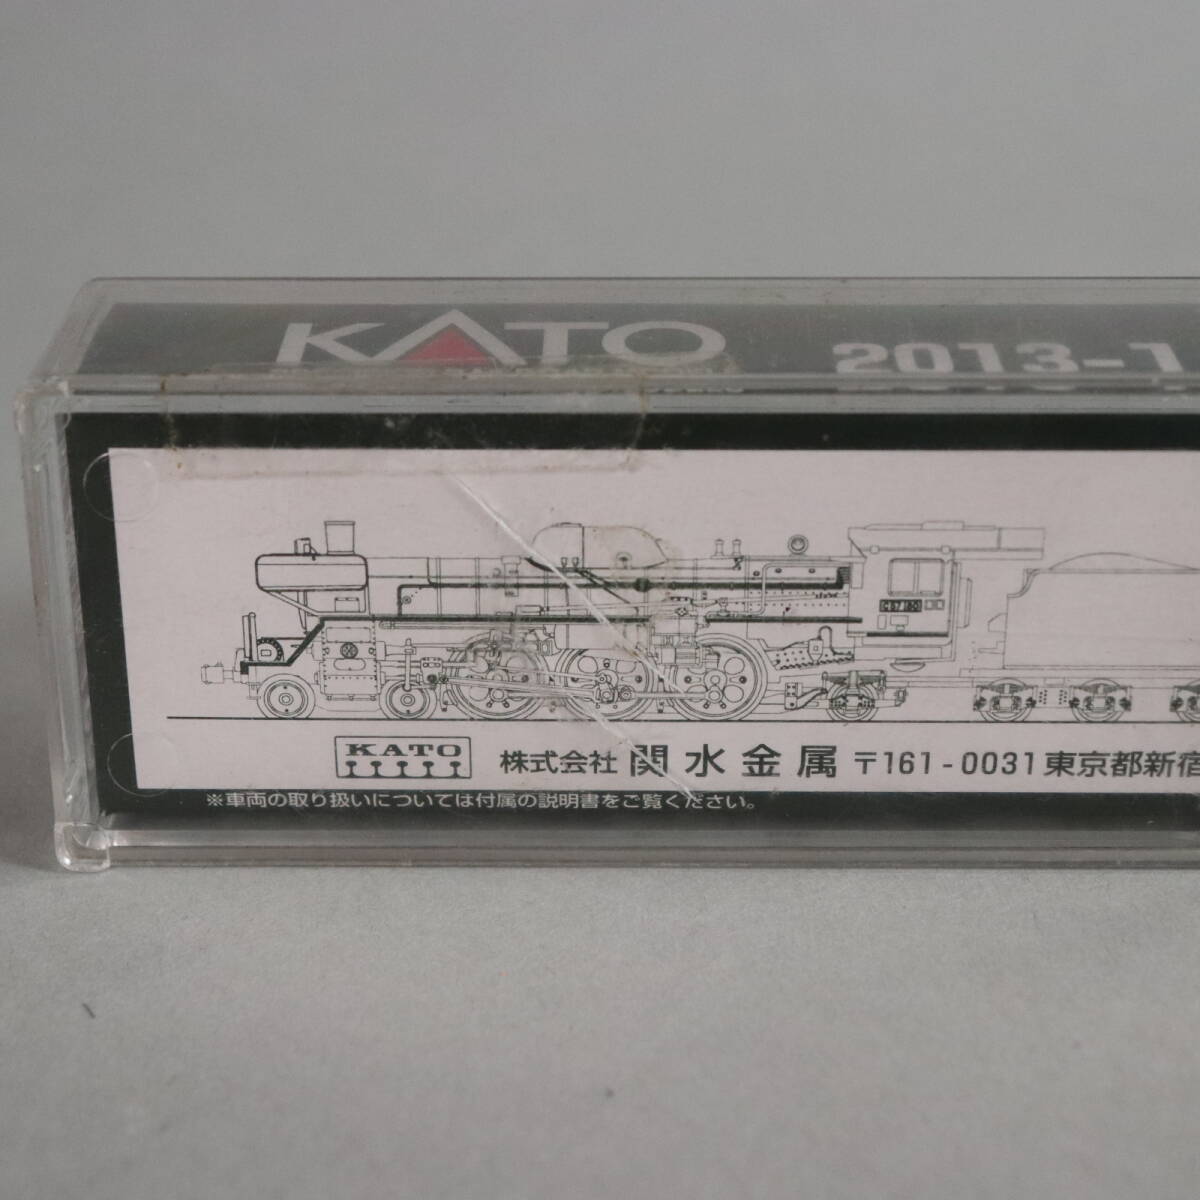 KATO 2013-1
C57180
KATO 株式会社 関水金属 〒161-0031 東京都新宿
※車両の取り扱いについては付属の説明書をご覧ください。